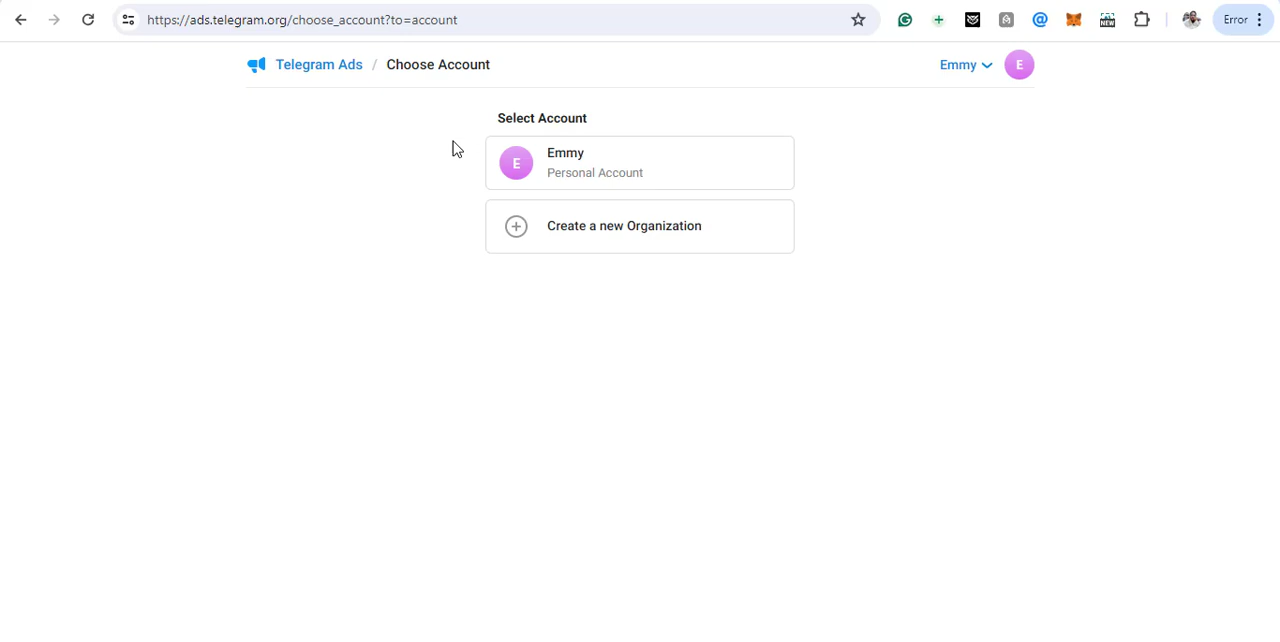 https://ads.telegram.org/choose_account?to=account
NEW
Error
Telegram Ads / Choose Account
Emmy
E
Select Account
E
Emmy
Personal Account
Create a new Organization